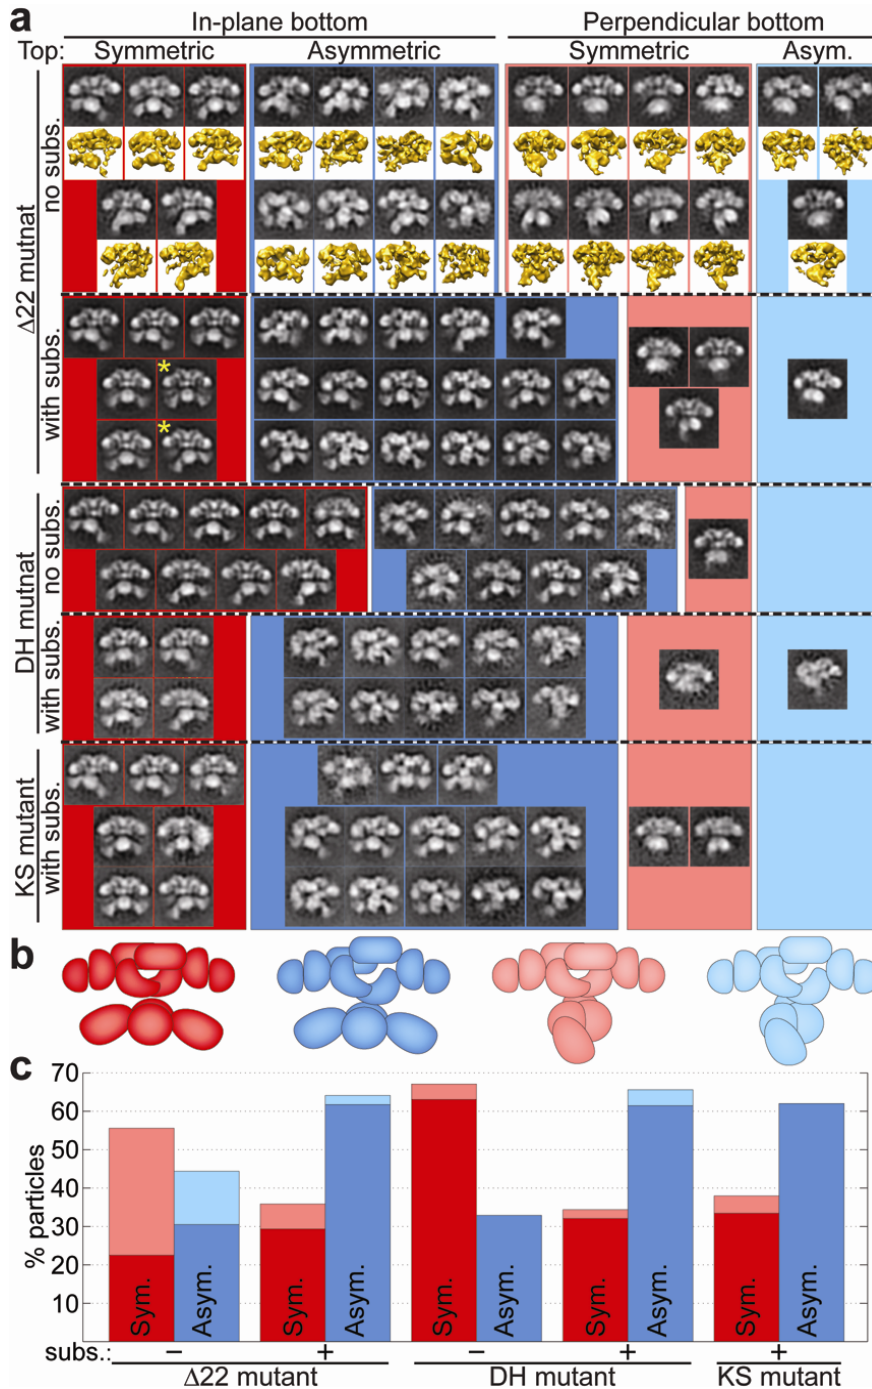 a
In-plane bottom
Perpendicular bottom
Top: Symmetric
Asymmetric
Symmetric
Asym.
Δ22 mutnat
no subs.
with subs.
*
*
DH mutnat
no subs.
with subs.
KS mutant
with subs.
b
c
% particles
70
60
50
40
30
20
10
Sym.
Asym.
Sym.
Asym.
Sym.
Asym.
Sym.
Asym.
Sym.
Asym.
subs.: − + − + +
Δ22 mutant DH mutant KS mutant